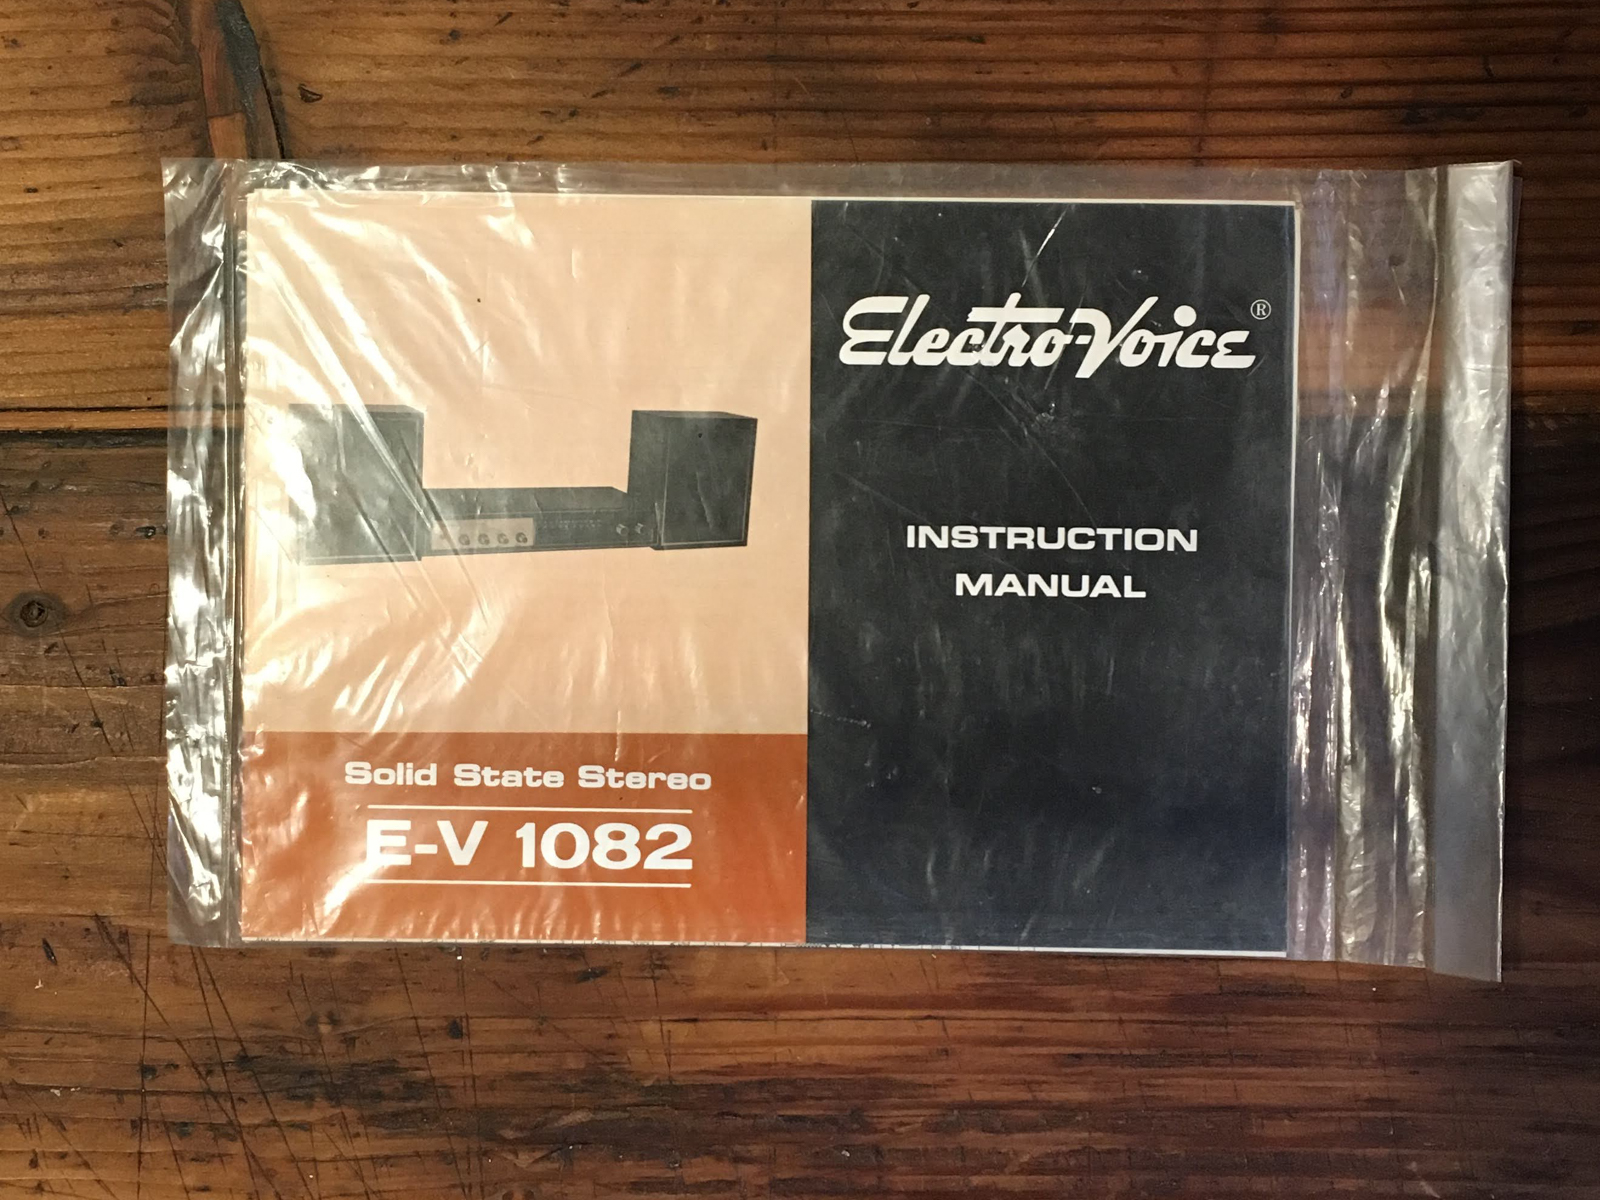 Electro-Voice®
INSTRUCTION
MANUAL
Solid State Stereo
E-V 1082